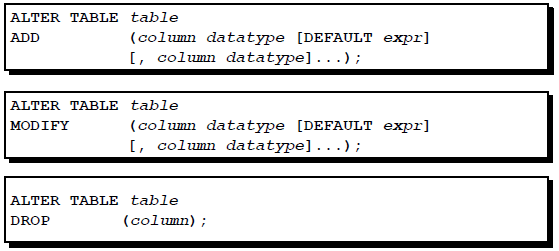 ALTER TABLE table
ADD (column datatype [DEFAULT expr]
[, column datatype]...);
ALTER TABLE table
MODIFY (column datatype [DEFAULT expr]
[, column datatype]...);
ALTER TABLE table
DROP (column);